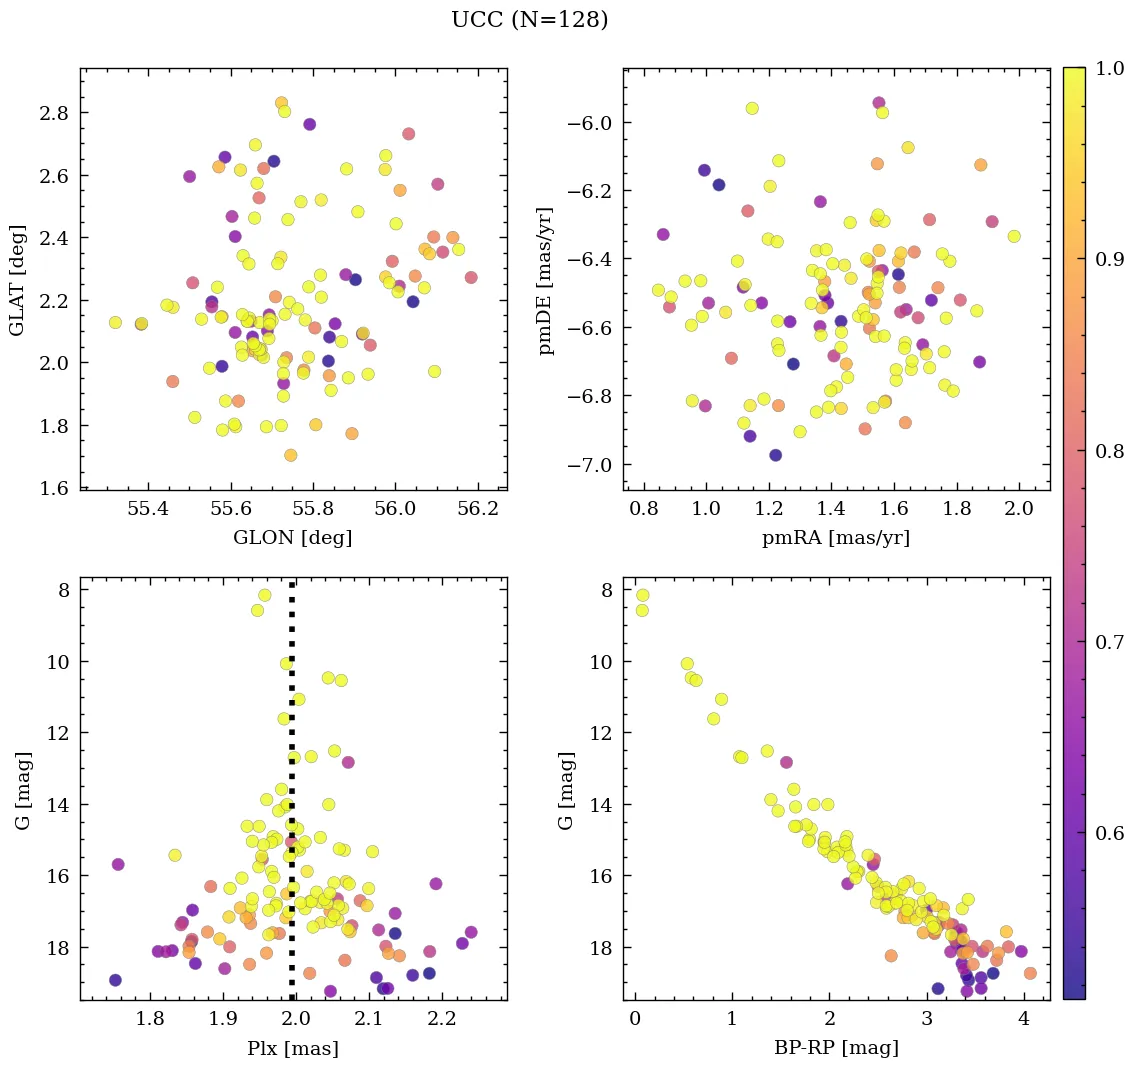 UCC (N=128)
2.8
2.6
2.4
2.2
2.0
1.8
1.6
GLAT [deg]
55.4 55.6 55.8 56.0 56.2
GLON [deg]
−6.0
−6.2
−6.4
−6.6
−6.8
−7.0
pmDE [mas/yr]
0.8 1.0 1.2 1.4 1.6 1.8 2.0
pmRA [mas/yr]
8
10
12
14
16
18
G [mag]
1.8 1.9 2.0 2.1 2.2
Plx [mas]
8
10
12
14
16
18
G [mag]
0 1 2 3 4
BP-RP [mag]
1.0
0.9
0.8
0.7
0.6